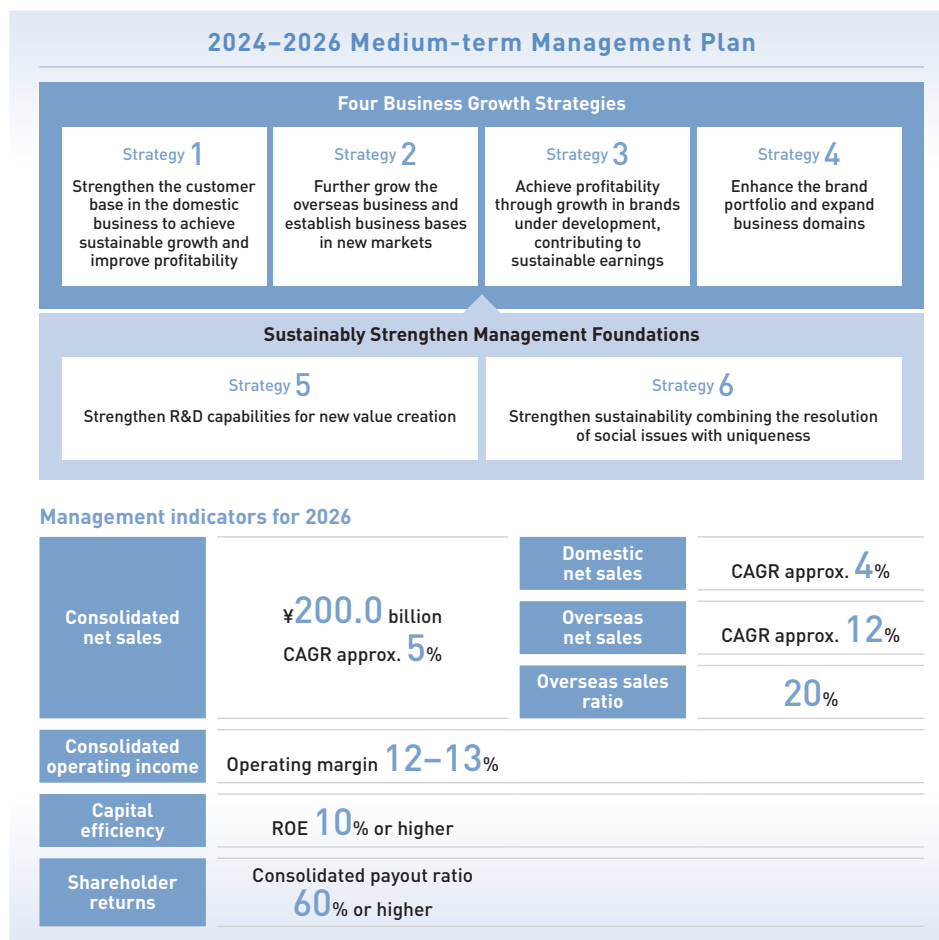 2024–2026 Medium-term Management Plan
Four Business Growth Strategies
Strategy 1
Strengthen the customer
base in the domestic
business to achieve
sustainable growth and
improve profitability
Strategy 2
Further grow the
overseas business and
establish business bases
in new markets
Strategy 3
Achieve profitability
through growth in brands
under development,
contributing to
sustainable earnings
Strategy 4
Enhance the brand
portfolio and expand
business domains
Sustainably Strengthen Management Foundations
Strategy 5
Strengthen R&D capabilities for new value creation
Strategy 6
Strengthen sustainability combining the resolution
of social issues with uniqueness
Management indicators for 2026
Consolidated
net sales
¥200.0 billion
CAGR approx. 5%
Domestic
net sales
CAGR approx. 4%
Overseas
net sales
CAGR approx. 12%
Overseas sales
ratio
20%
Consolidated
operating income
Operating margin 12–13%
Capital
efficiency
ROE 10% or higher
Shareholder
returns
Consolidated payout ratio
60% or higher